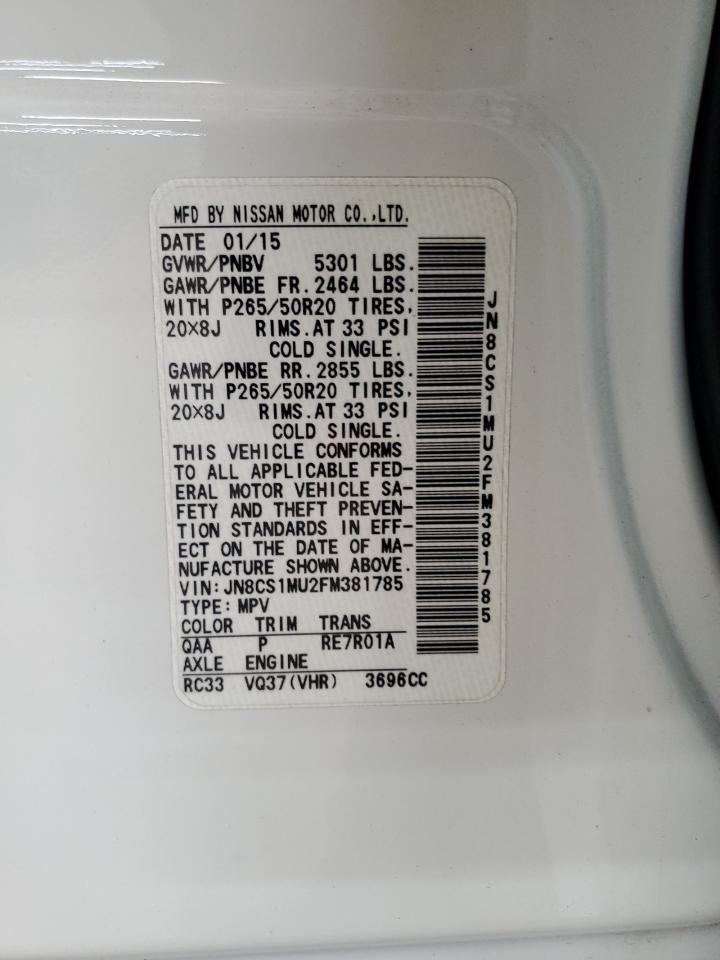 MFD BY NISSAN MOTOR CO.,LTD.
DATE 01/15
GVWR/PNBV 5301 LBS.
GAWR/PNBE FR.2464 LBS.
WITH P265/50R20 TIRES,
20×8J RIMS.AT 33 PSI
COLD SINGLE.
GAWR/PNBE RR.2855 LBS.
WITH P265/50R20 TIRES,
20×8J RIMS.AT 33 PSI
COLD SINGLE.
THIS VEHICLE CONFORMS
TO ALL APPLICABLE FED-
ERAL MOTOR VEHICLE SA-
FETY AND THEFT PREVEN-
TION STANDARDS IN EFF-
ECT ON THE DATE OF MA-
NUFACTURE SHOWN ABOVE.
VIN:JN8CS1MU2FM381785
TYPE:MPV
COLOR TRIM TRANS
QAA P RE7R01A
AXLE ENGINE
RC33 VQ37(VHR) 3696CC
JN8CS1MU2FM381785